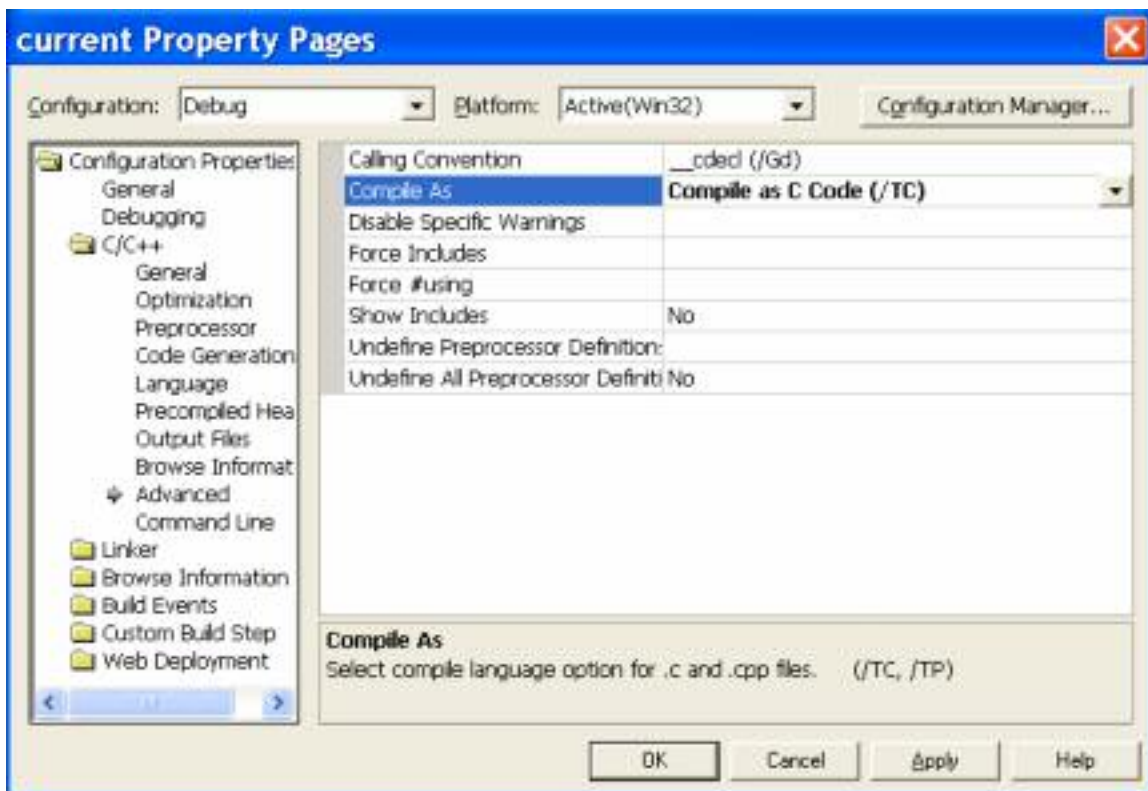 current Property Pages
Configuration: Debug Platform: Active(Win32) Configuration Manager...
Configuration Properties
General
Debugging
C/C++
General
Optimization
Preprocessor
Code Generation
Language
Precompiled Hea
Output Files
Browse Informat
Advanced
Command Line
Linker
Browse Information
Build Events
Custom Build Step
Web Deployment
Calling Convention __cdecl (/Gd)
Compile As Compile as C Code (/TC)
Disable Specific Warnings
Force Includes
Force #using
Show Includes No
Undefine Preprocessor Definition:
Undefine All Preprocessor Definiti No
Compile As
Select compile language option for .c and .cpp files. (/TC, /TP)
OK Cancel Apply Help